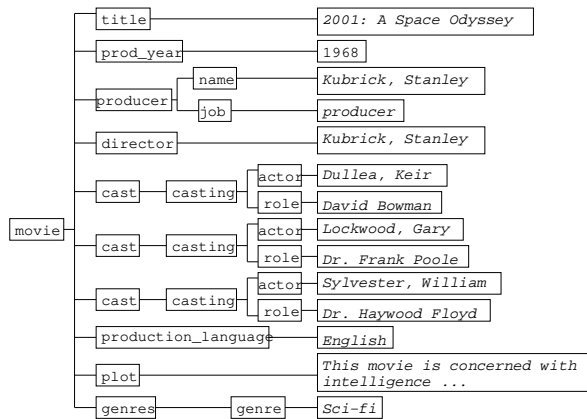 title 2001: A Space Odyssey
prod_year 1968
name Kubrick, Stanley
producer
job producer
director Kubrick, Stanley
actor Dullea, Keir
cast casting
role David Bowman
actor Lockwood, Gary
movie
cast casting
role Dr. Frank Poole
actor Sylvester, William
cast casting
role Dr. Haywood Floyd
production_language English
This movie is concerned with
plot
intelligence ...
genres genre Sci-fi